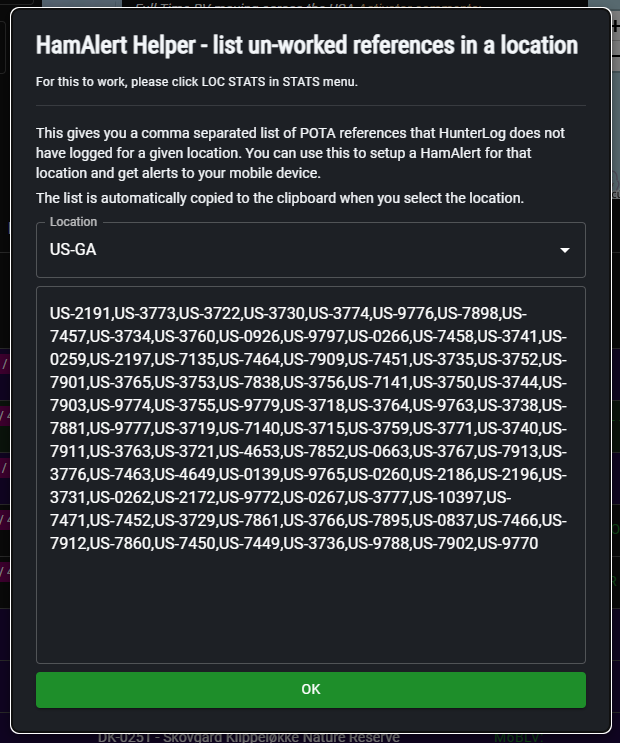 Full Time RV moving across the USA Activator comments:
HamAlert Helper - list un-worked references in a location
For this to work, please click LOC STATS in STATS menu.
This gives you a comma separated list of POTA references that HunterLog does not
have logged for a given location. You can use this to setup a HamAlert for that
location and get alerts to your mobile device.
The list is automatically copied to the clipboard when you select the location.
Location
US-GA
US-2191,US-3773,US-3722,US-3730,US-3774,US-9776,US-7898,US-
7457,US-3734,US-3760,US-0926,US-9797,US-0266,US-7458,US-3741,US-
0259,US-2197,US-7135,US-7464,US-7909,US-7451,US-3735,US-3752,US-
7901,US-3765,US-3753,US-7838,US-3756,US-7141,US-3750,US-3744,US-
7903,US-9774,US-3755,US-9779,US-3718,US-3764,US-9763,US-3738,US-
7881,US-9777,US-3719,US-7140,US-3715,US-3759,US-3771,US-3740,US-
7911,US-3763,US-3721,US-4653,US-7852,US-0663,US-3767,US-7913,US-
3776,US-7463,US-4649,US-0139,US-9765,US-0260,US-2186,US-2196,US-
3731,US-0262,US-2172,US-9772,US-0267,US-3777,US-10397,US-
7471,US-7452,US-3729,US-7861,US-3766,US-7895,US-0837,US-7466,US-
7912,US-7860,US-7450,US-7449,US-3736,US-9788,US-7902,US-9770
OK
DK-0251 - Skovgård Klippeløkke Nature Reserve